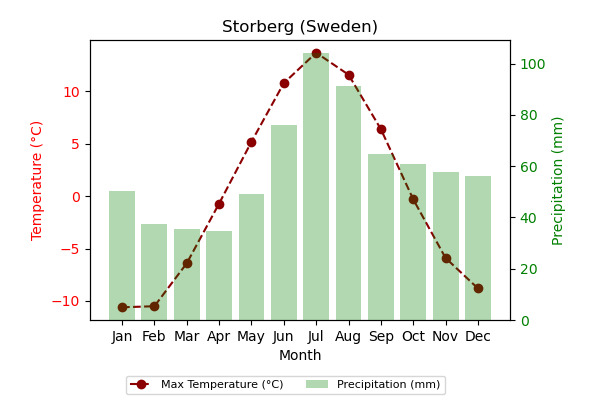 Storberg (Sweden)
Temperature (°C)
10
5
0
−5
−10
100
80
60
40
20
0
Precipitation (mm)
Jan Feb Mar Apr May Jun Jul Aug Sep Oct Nov Dec
Month
Max Temperature (°C) Precipitation (mm)